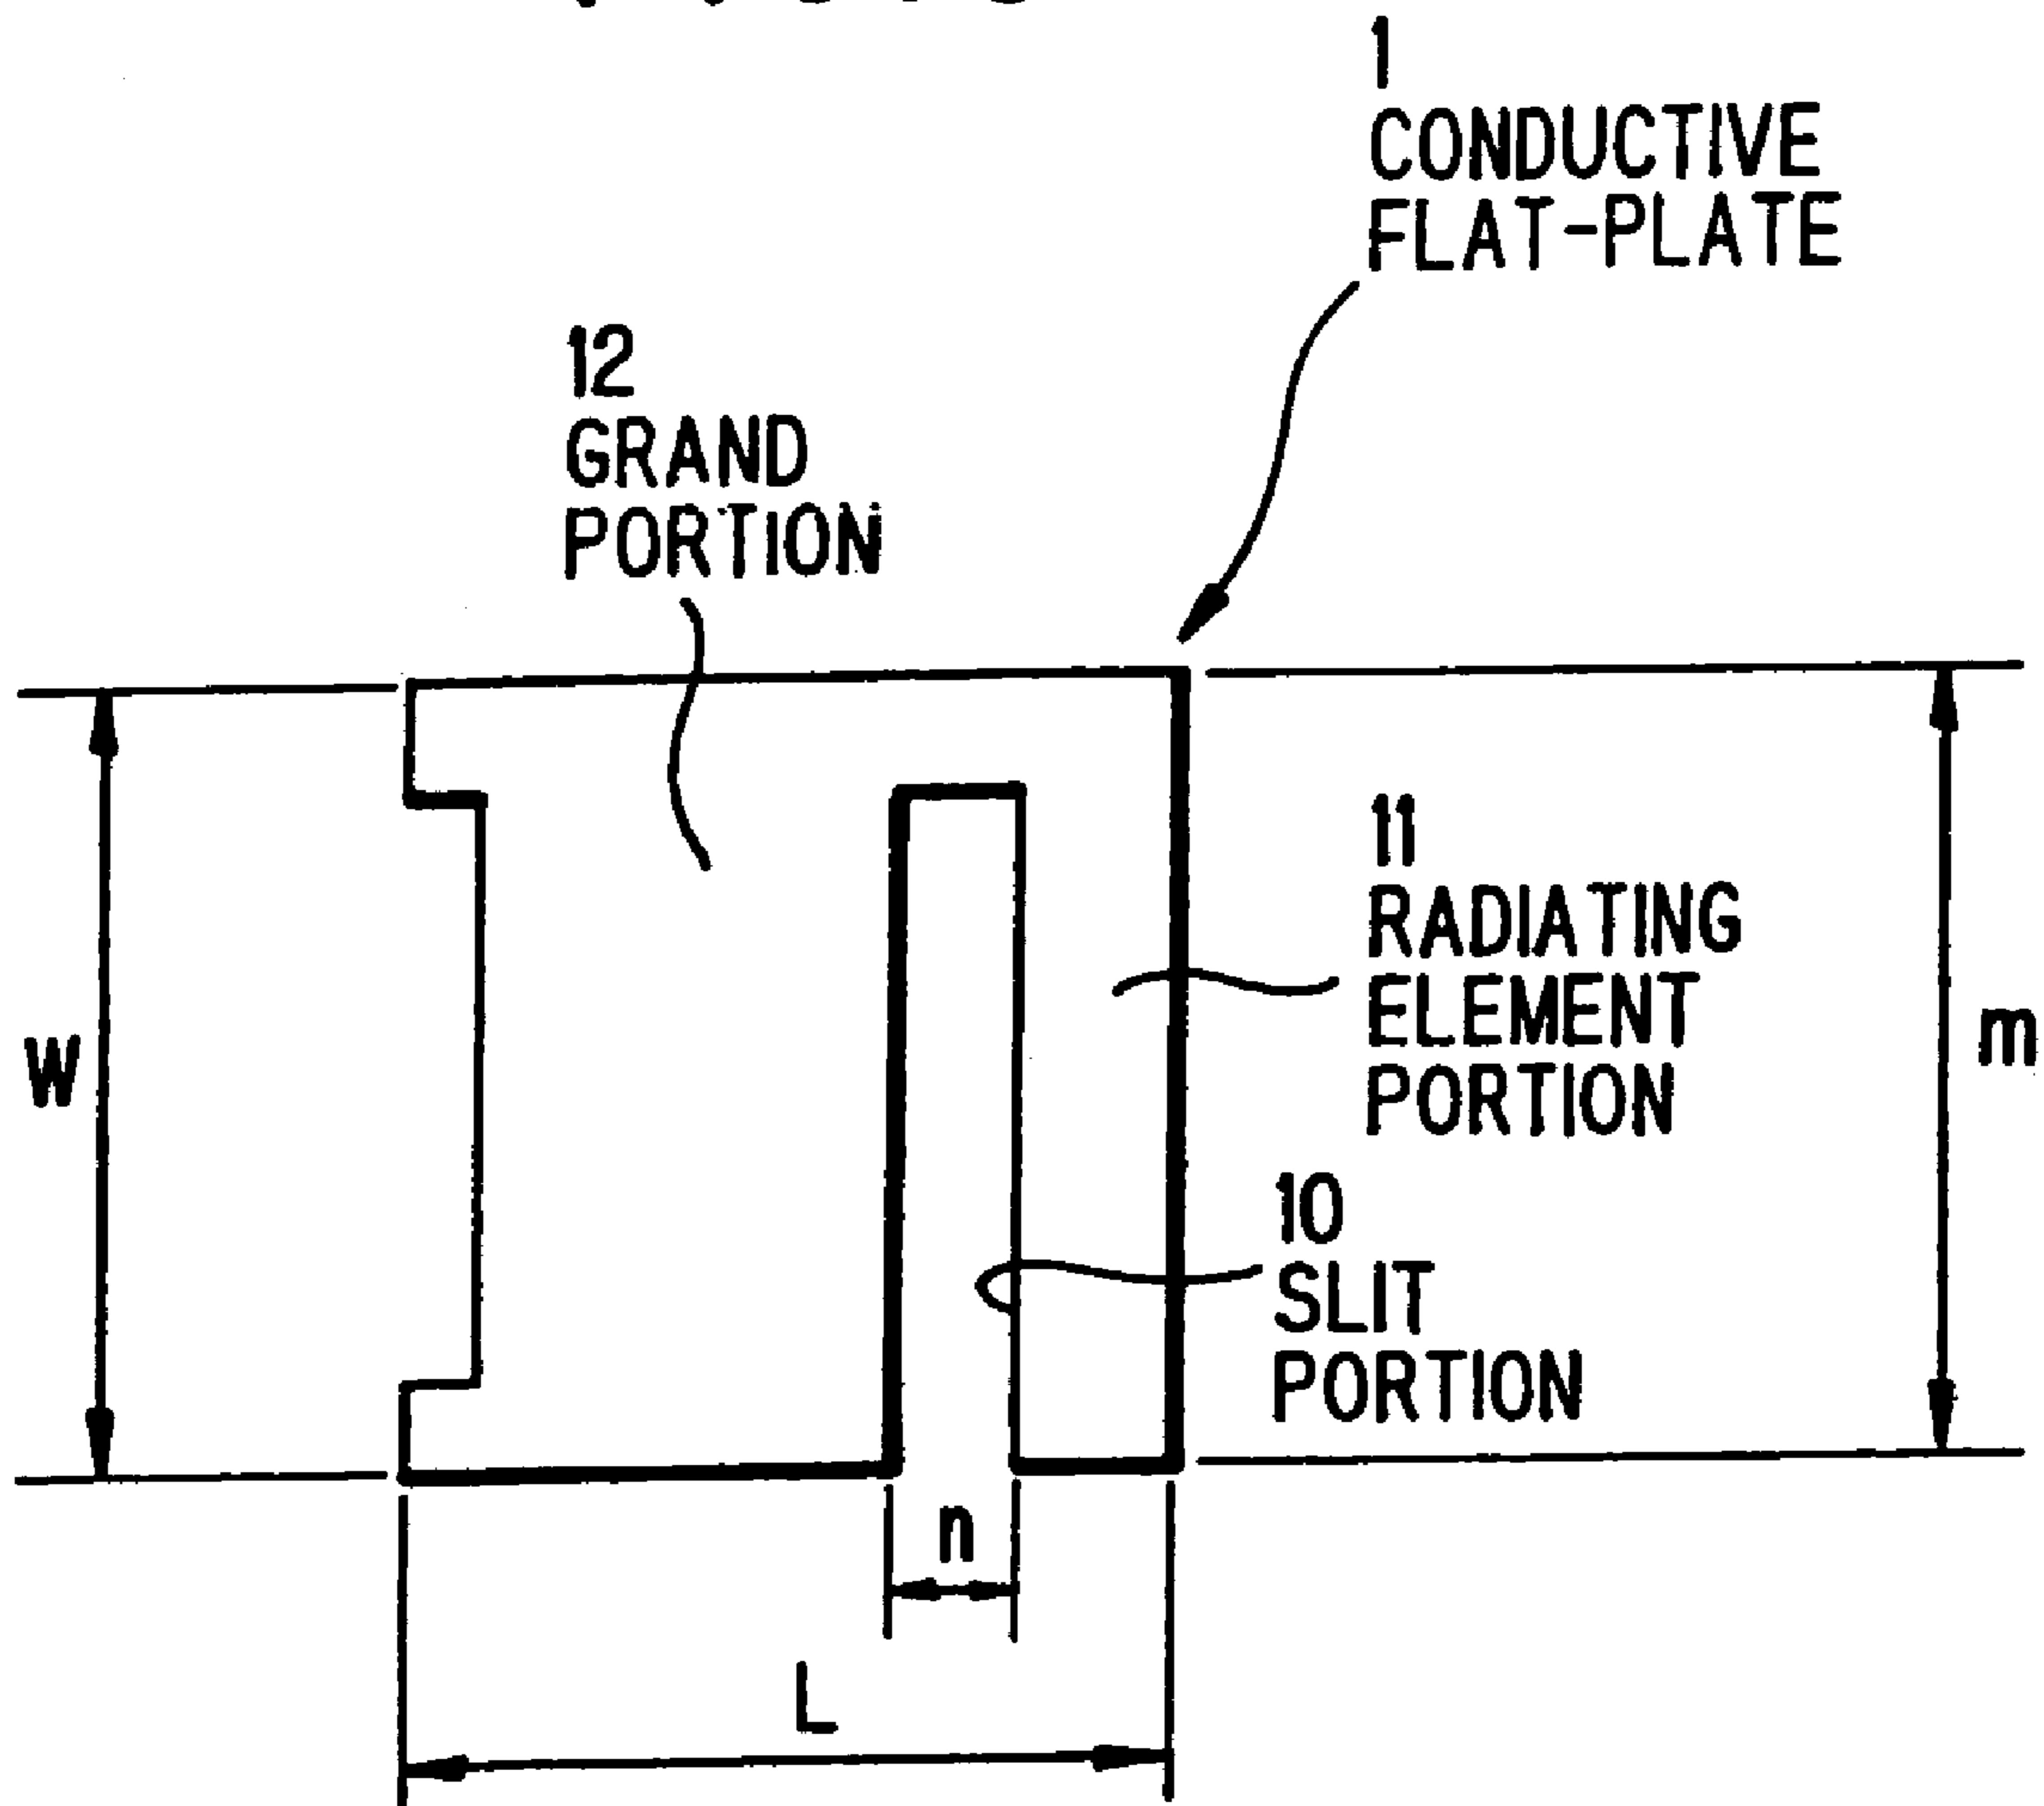 1
CONDUCTIVE
FLAT-PLATE
12
GRAND
PORTION
11
RADIATING
ELEMENT
PORTION
W
m
10
SLIT
PORTION
n
L